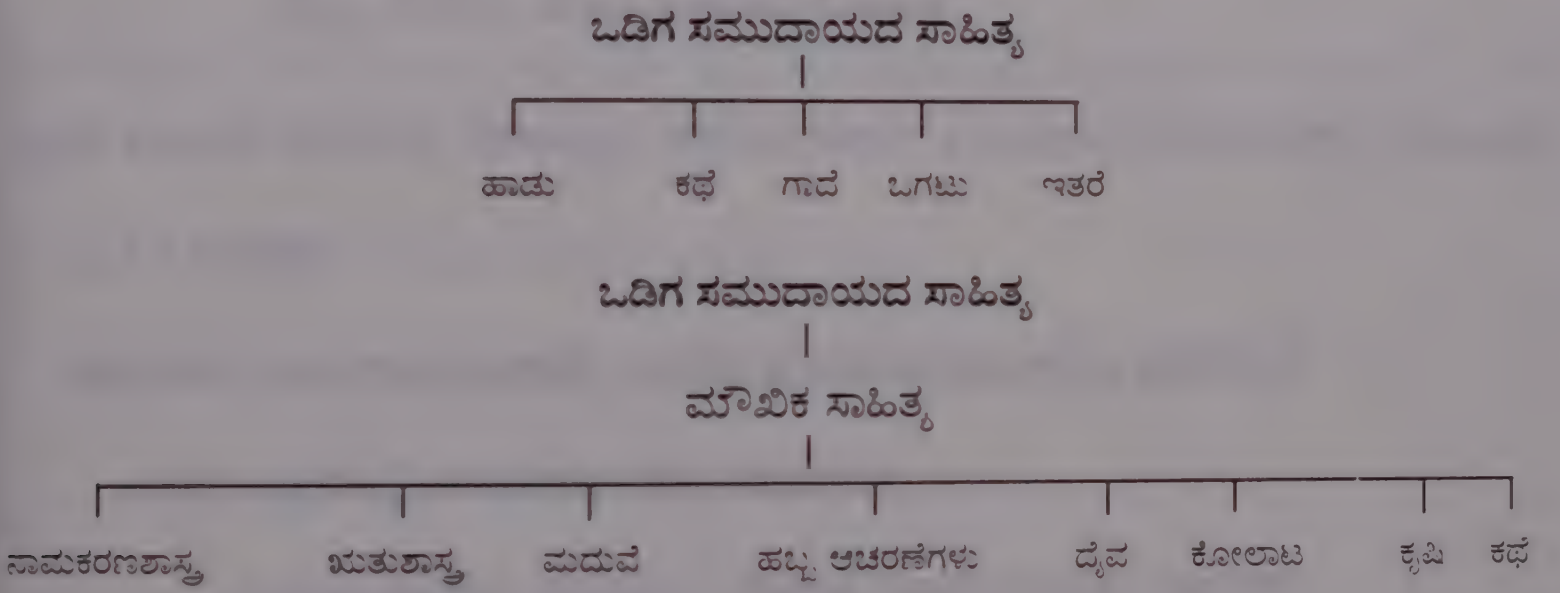 ಒಡಿಗ ಸಮುದಾಯದ ಸಾಹಿತ್ಯ
ಹಾಡು ಕಥೆ ಗಾದೆ ಒಗಟು ಇತರೆ
ಒಡಿಗ ಸಮುದಾಯದ ಸಾಹಿತ್ಯ
ಮೌಖಿಕ ಸಾಹಿತ್ಯ
ನಾಮಕರಣಶಾಸ್ತ್ರ ಋತುಶಾಸ್ತ್ರ ಮದುವೆ ಹಬ್ಬ ಆಚರಣೆಗಳು ದೈವ ಕೋಲಾಟ ಕೃಷಿ ಕಥೆ